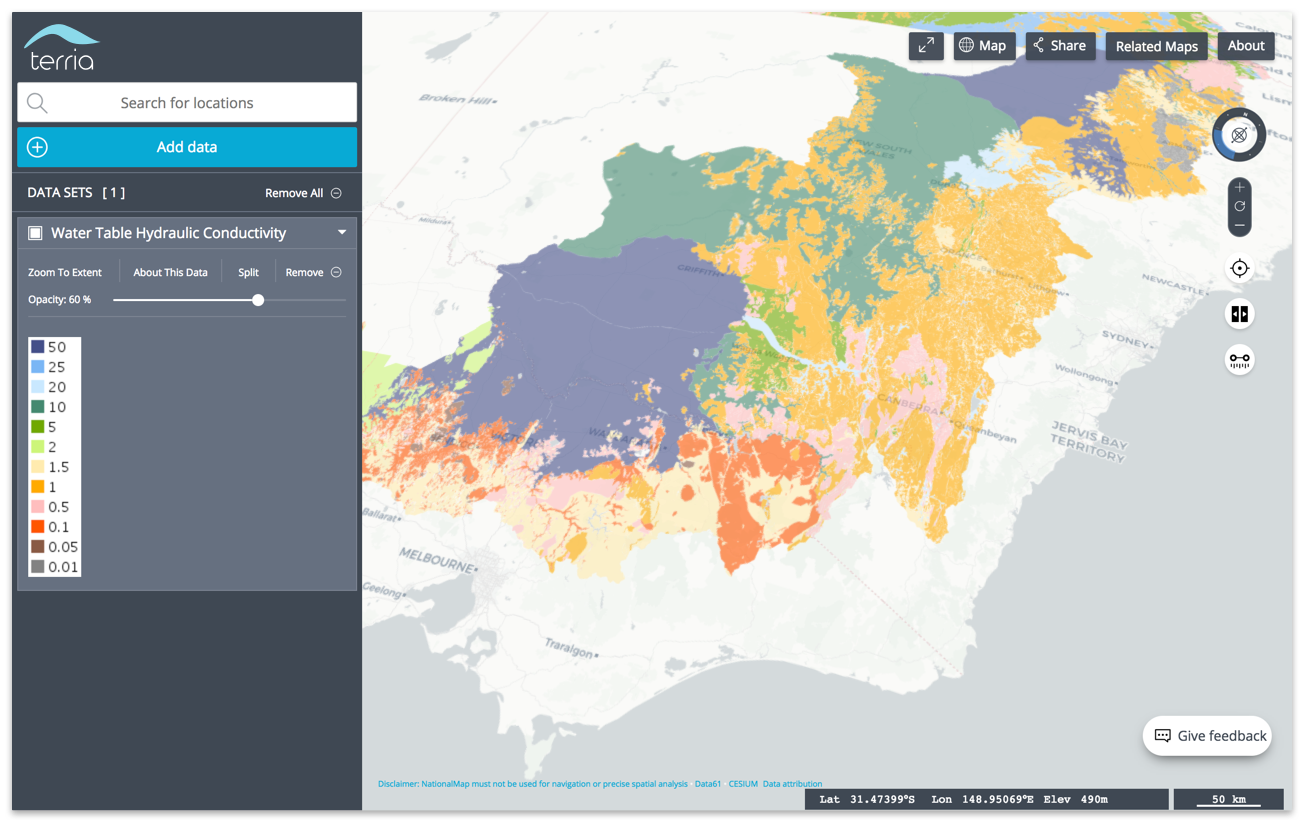 terria
Search for locations
Add data
DATA SETS [ 1 ]
Remove All
Water Table Hydraulic Conductivity
Zoom To Extent
About This Data
Split
Remove
Opacity: 60 %
50
25
20
10
5
2
1.5
1
0.5
0.1
0.05
0.01
Map
Share
Related Maps
About
Broken Hill
NEW SOUTH
WALES
Mildura
GRIFFITH
NEWCASTLE
Lithgow
SYDNEY
Wollongong
CANBERRA
Queanbeyan
JERVIS BAY
TERRITORY
Ballarat
MELBOURNE
Geelong
Traralgon
Give feedback
Disclaimer: NationalMap must not be used for navigation or precise spatial analysis Data61 CESIUM Data attribution
Lat 31.47399°S Lon 148.95069°E Elev 490m
50 km